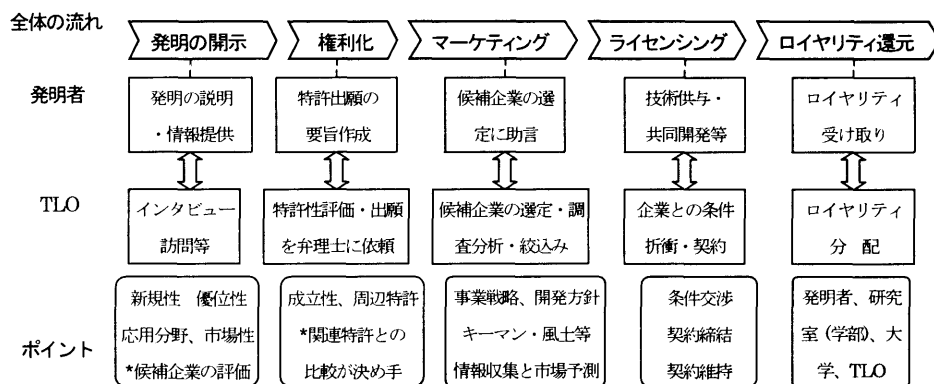 全体の流れ
発明の開示
権利化
マーケティング
ライセンシング
ロイヤリティ還元
発明者
発明の説明
・情報提供
特許出願の
要旨作成
候補企業の選
定に助言
技術供与・
共同開発等
ロイヤリティ
受け取り
TLO
インタビュー
訪問等
特許性評価・出願
を弁理士に依頼
候補企業の選定・調
査分析・絞込み
企業との条件
折衝・契約
ロイヤリティ
分 配
ポイント
新規性 優位性
応用分野、市場性
*候補企業の評価
成立性、周辺特許
*関連特許との
比較が決め手
事業戦略、開発方針
キーマン・風土等
情報収集と市場予測
条件交渉
契約締結
契約維持
発明者、研究
室（学部）、大
学、TLO